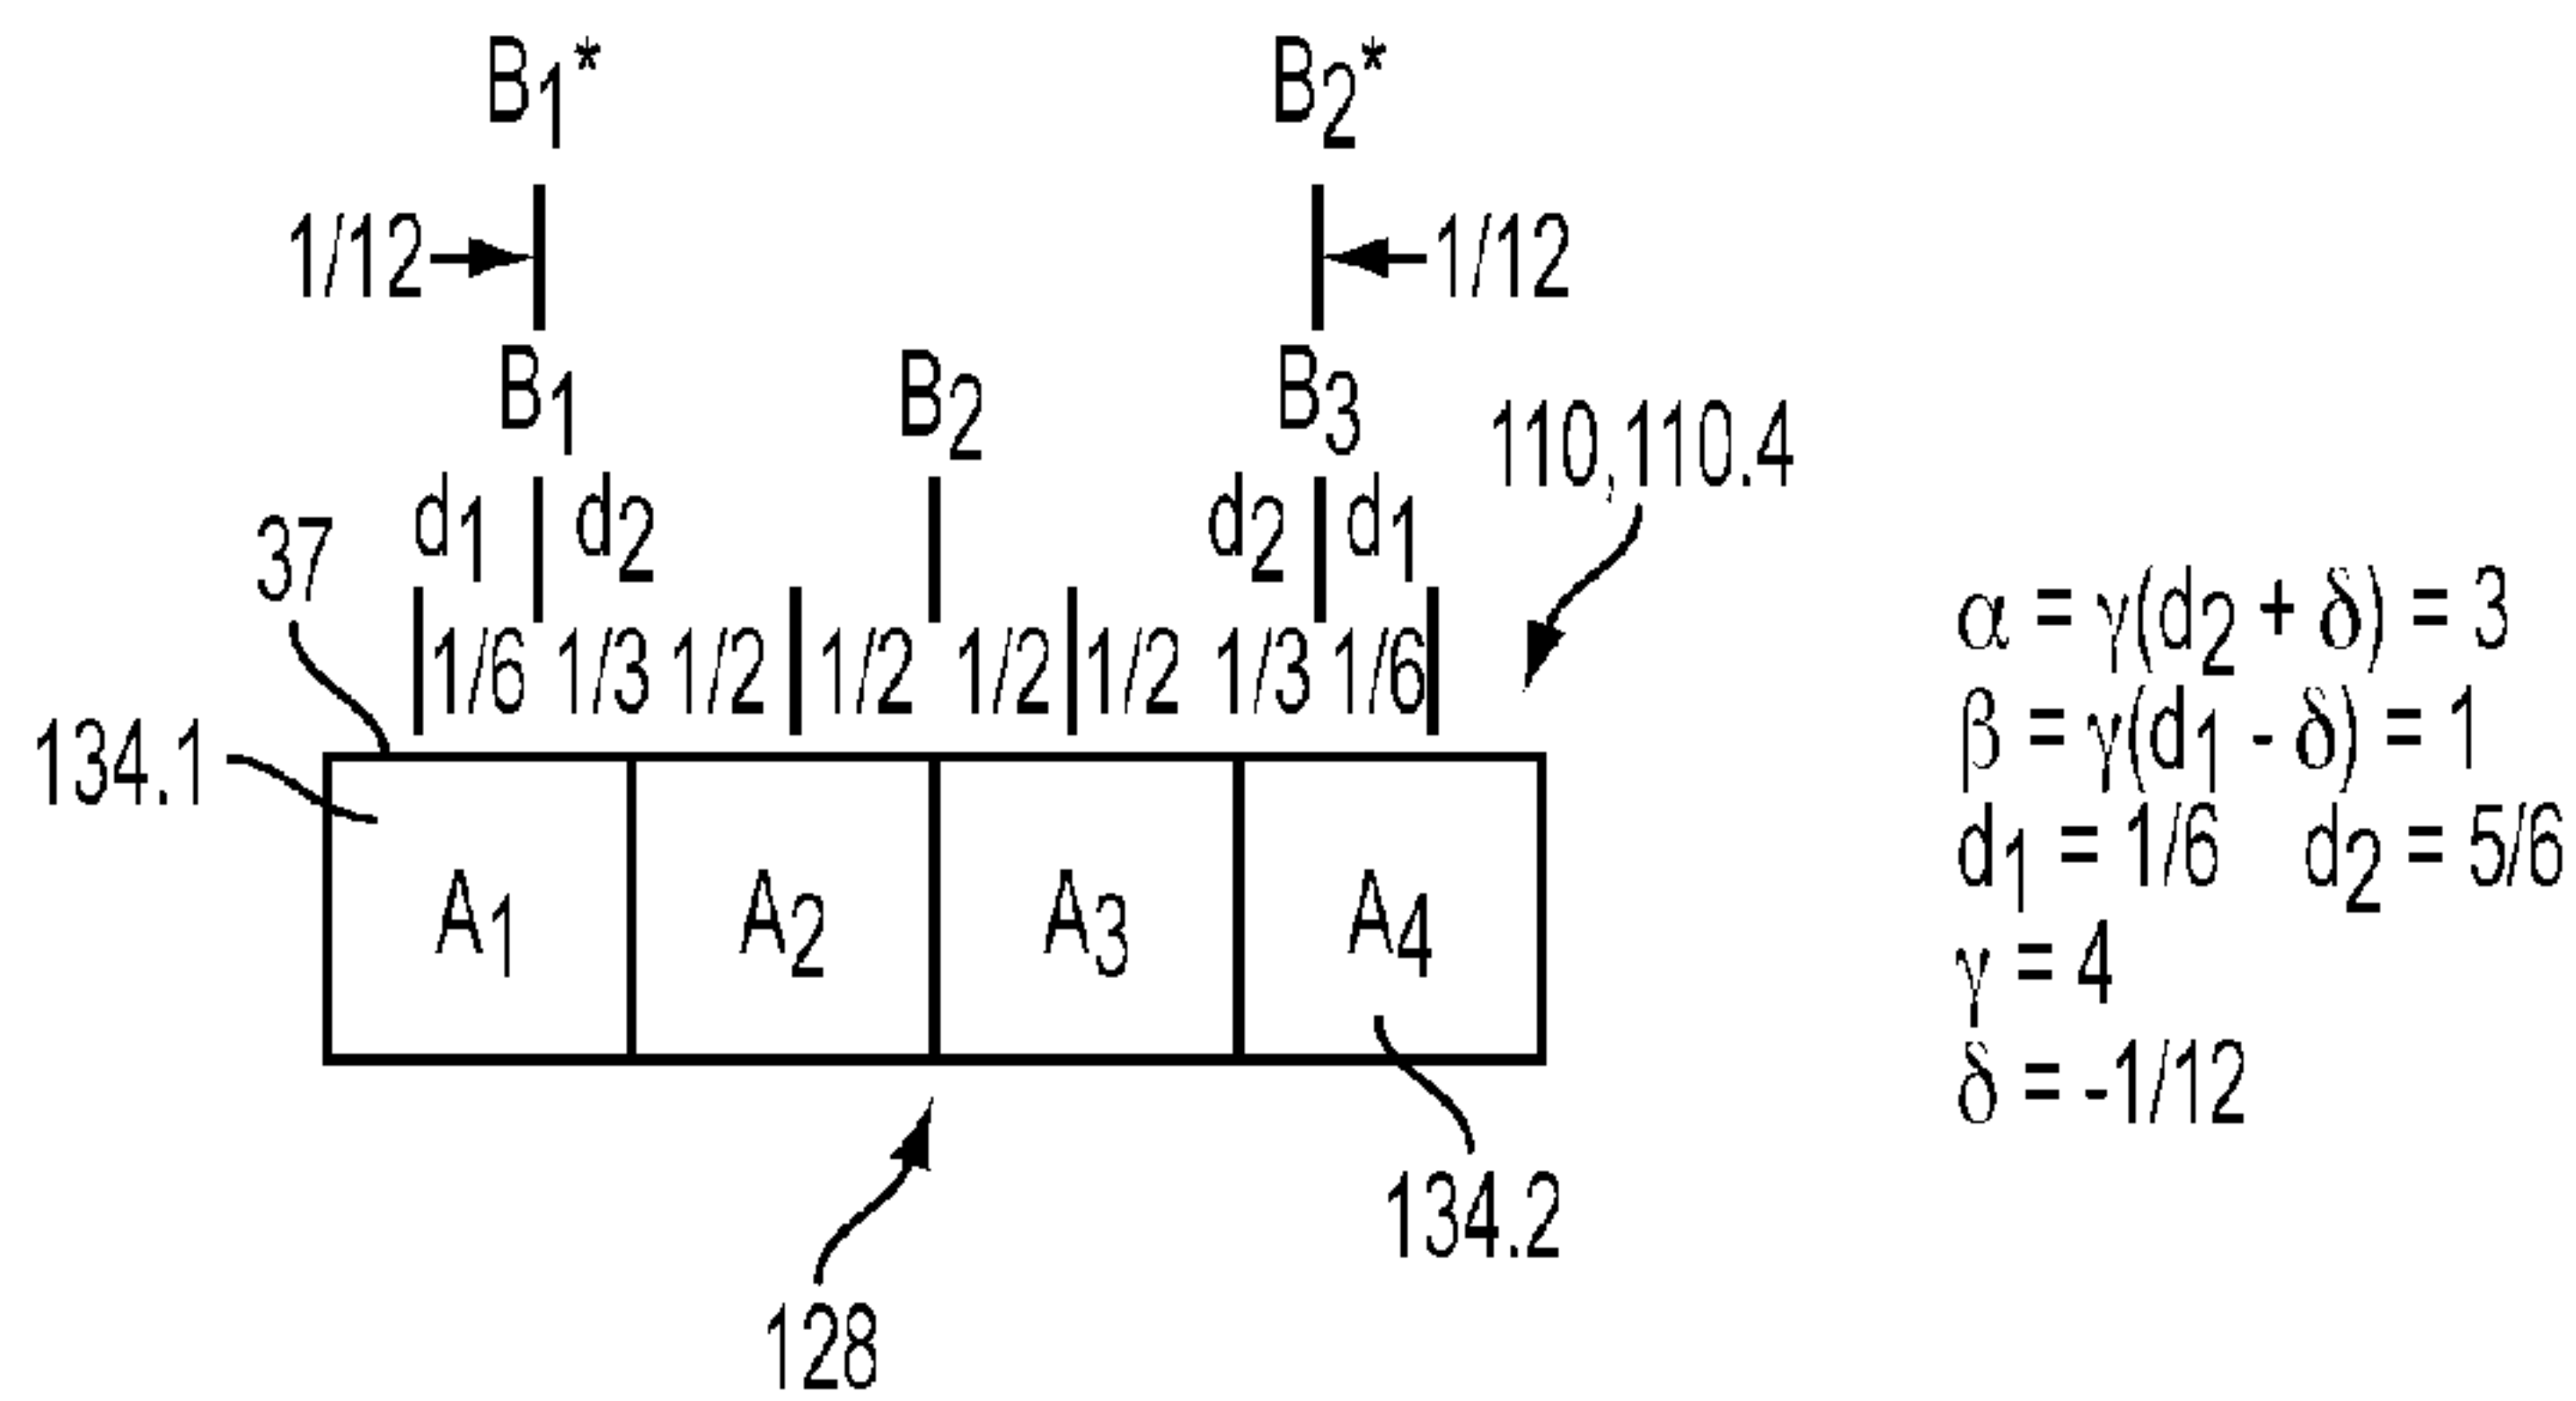 B1* B2*
1/12 1/12
B1 B2 B3
110,110.4
d1 d2 d2 d1
37
1/6 1/3 1/2 1/2 1/2 1/2 1/3 1/6
134.1
A1 A2 A3 A4
134.2
128
α = γ(d2 + δ) = 3
β = γ(d1 - δ) = 1
d1 = 1/6 d2 = 5/6
γ = 4
δ = -1/12